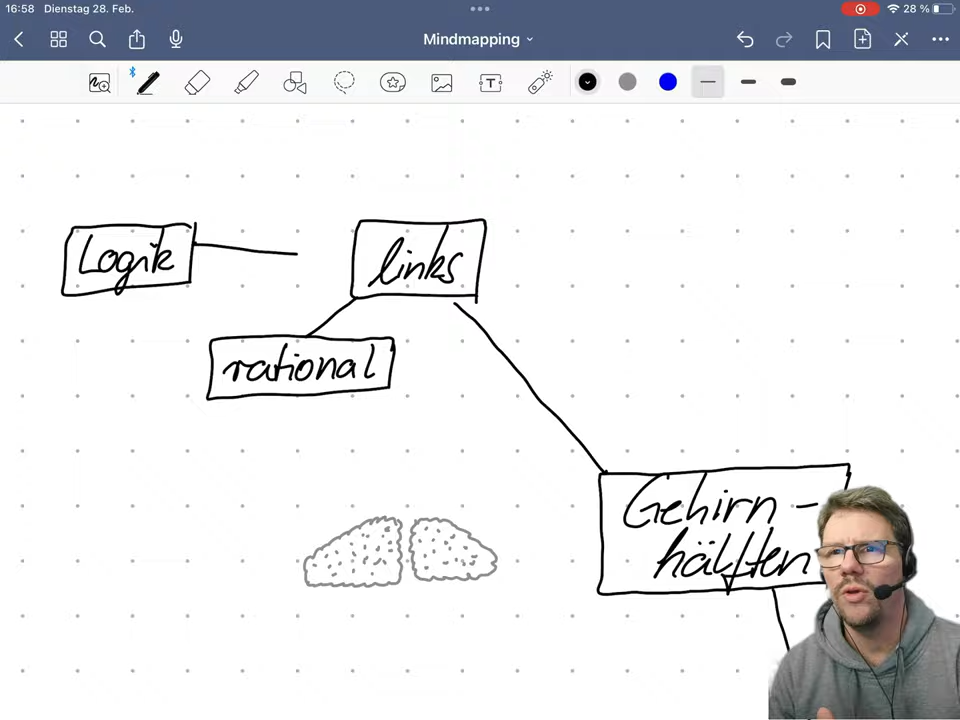 16:58 Dienstag 28. Feb.
28 %
Mindmapping
T
Logik
links
rational
Gehirn-
hälften